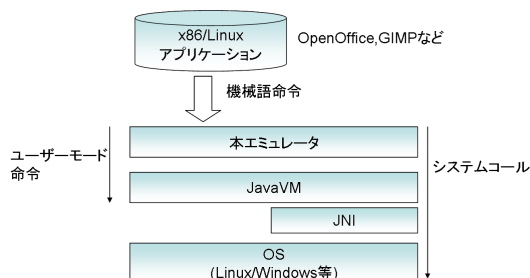 x86/Linux
アプリケーション
OpenOffice,GIMPなど
機械語命令
本エミュレータ
ユーザーモード
命令
システムコール
JavaVM
JNI
OS
(Linux/Windows等)